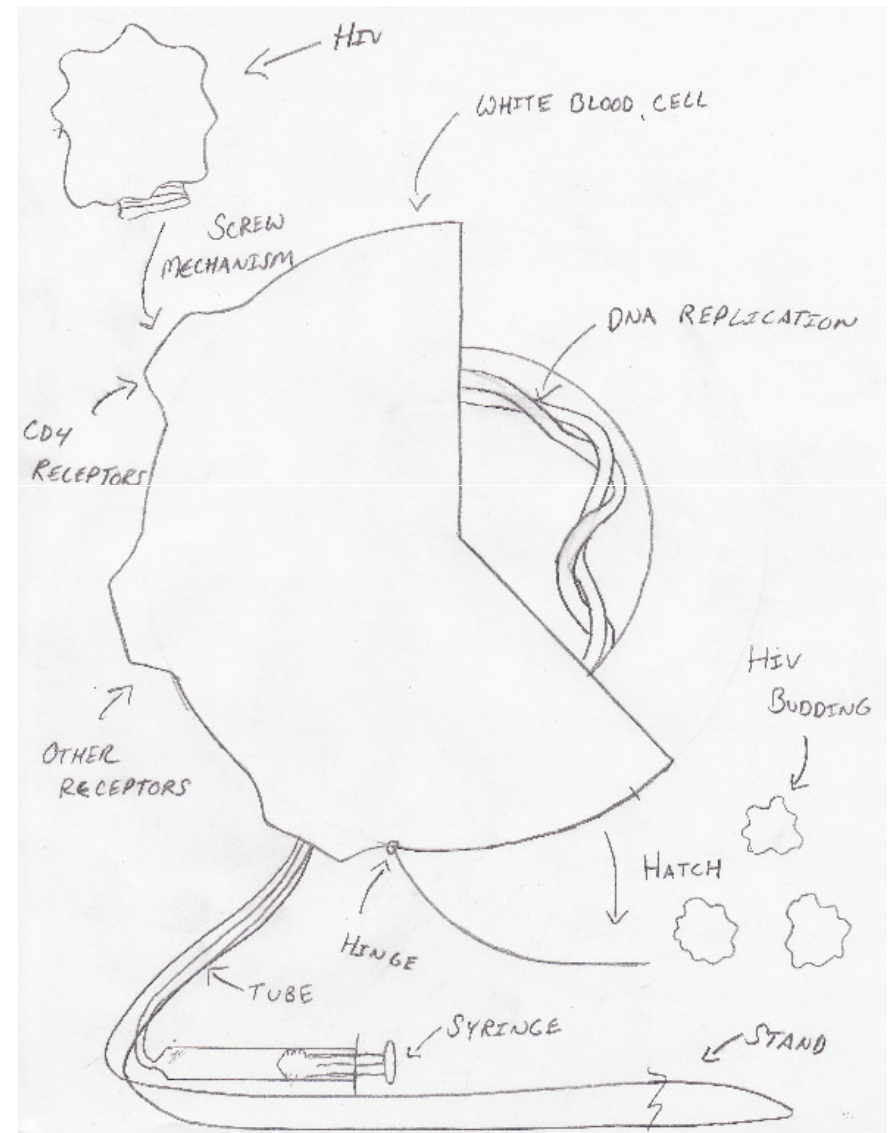 HIV
WHITE BLOOD CELL
SCREW
MECHANISM
DNA REPLICATION
CD4
RECEPTORS
HIV
BUDDING
OTHER
RECEPTORS
HATCH
HINGE
TUBE
SYRINGE
STAND